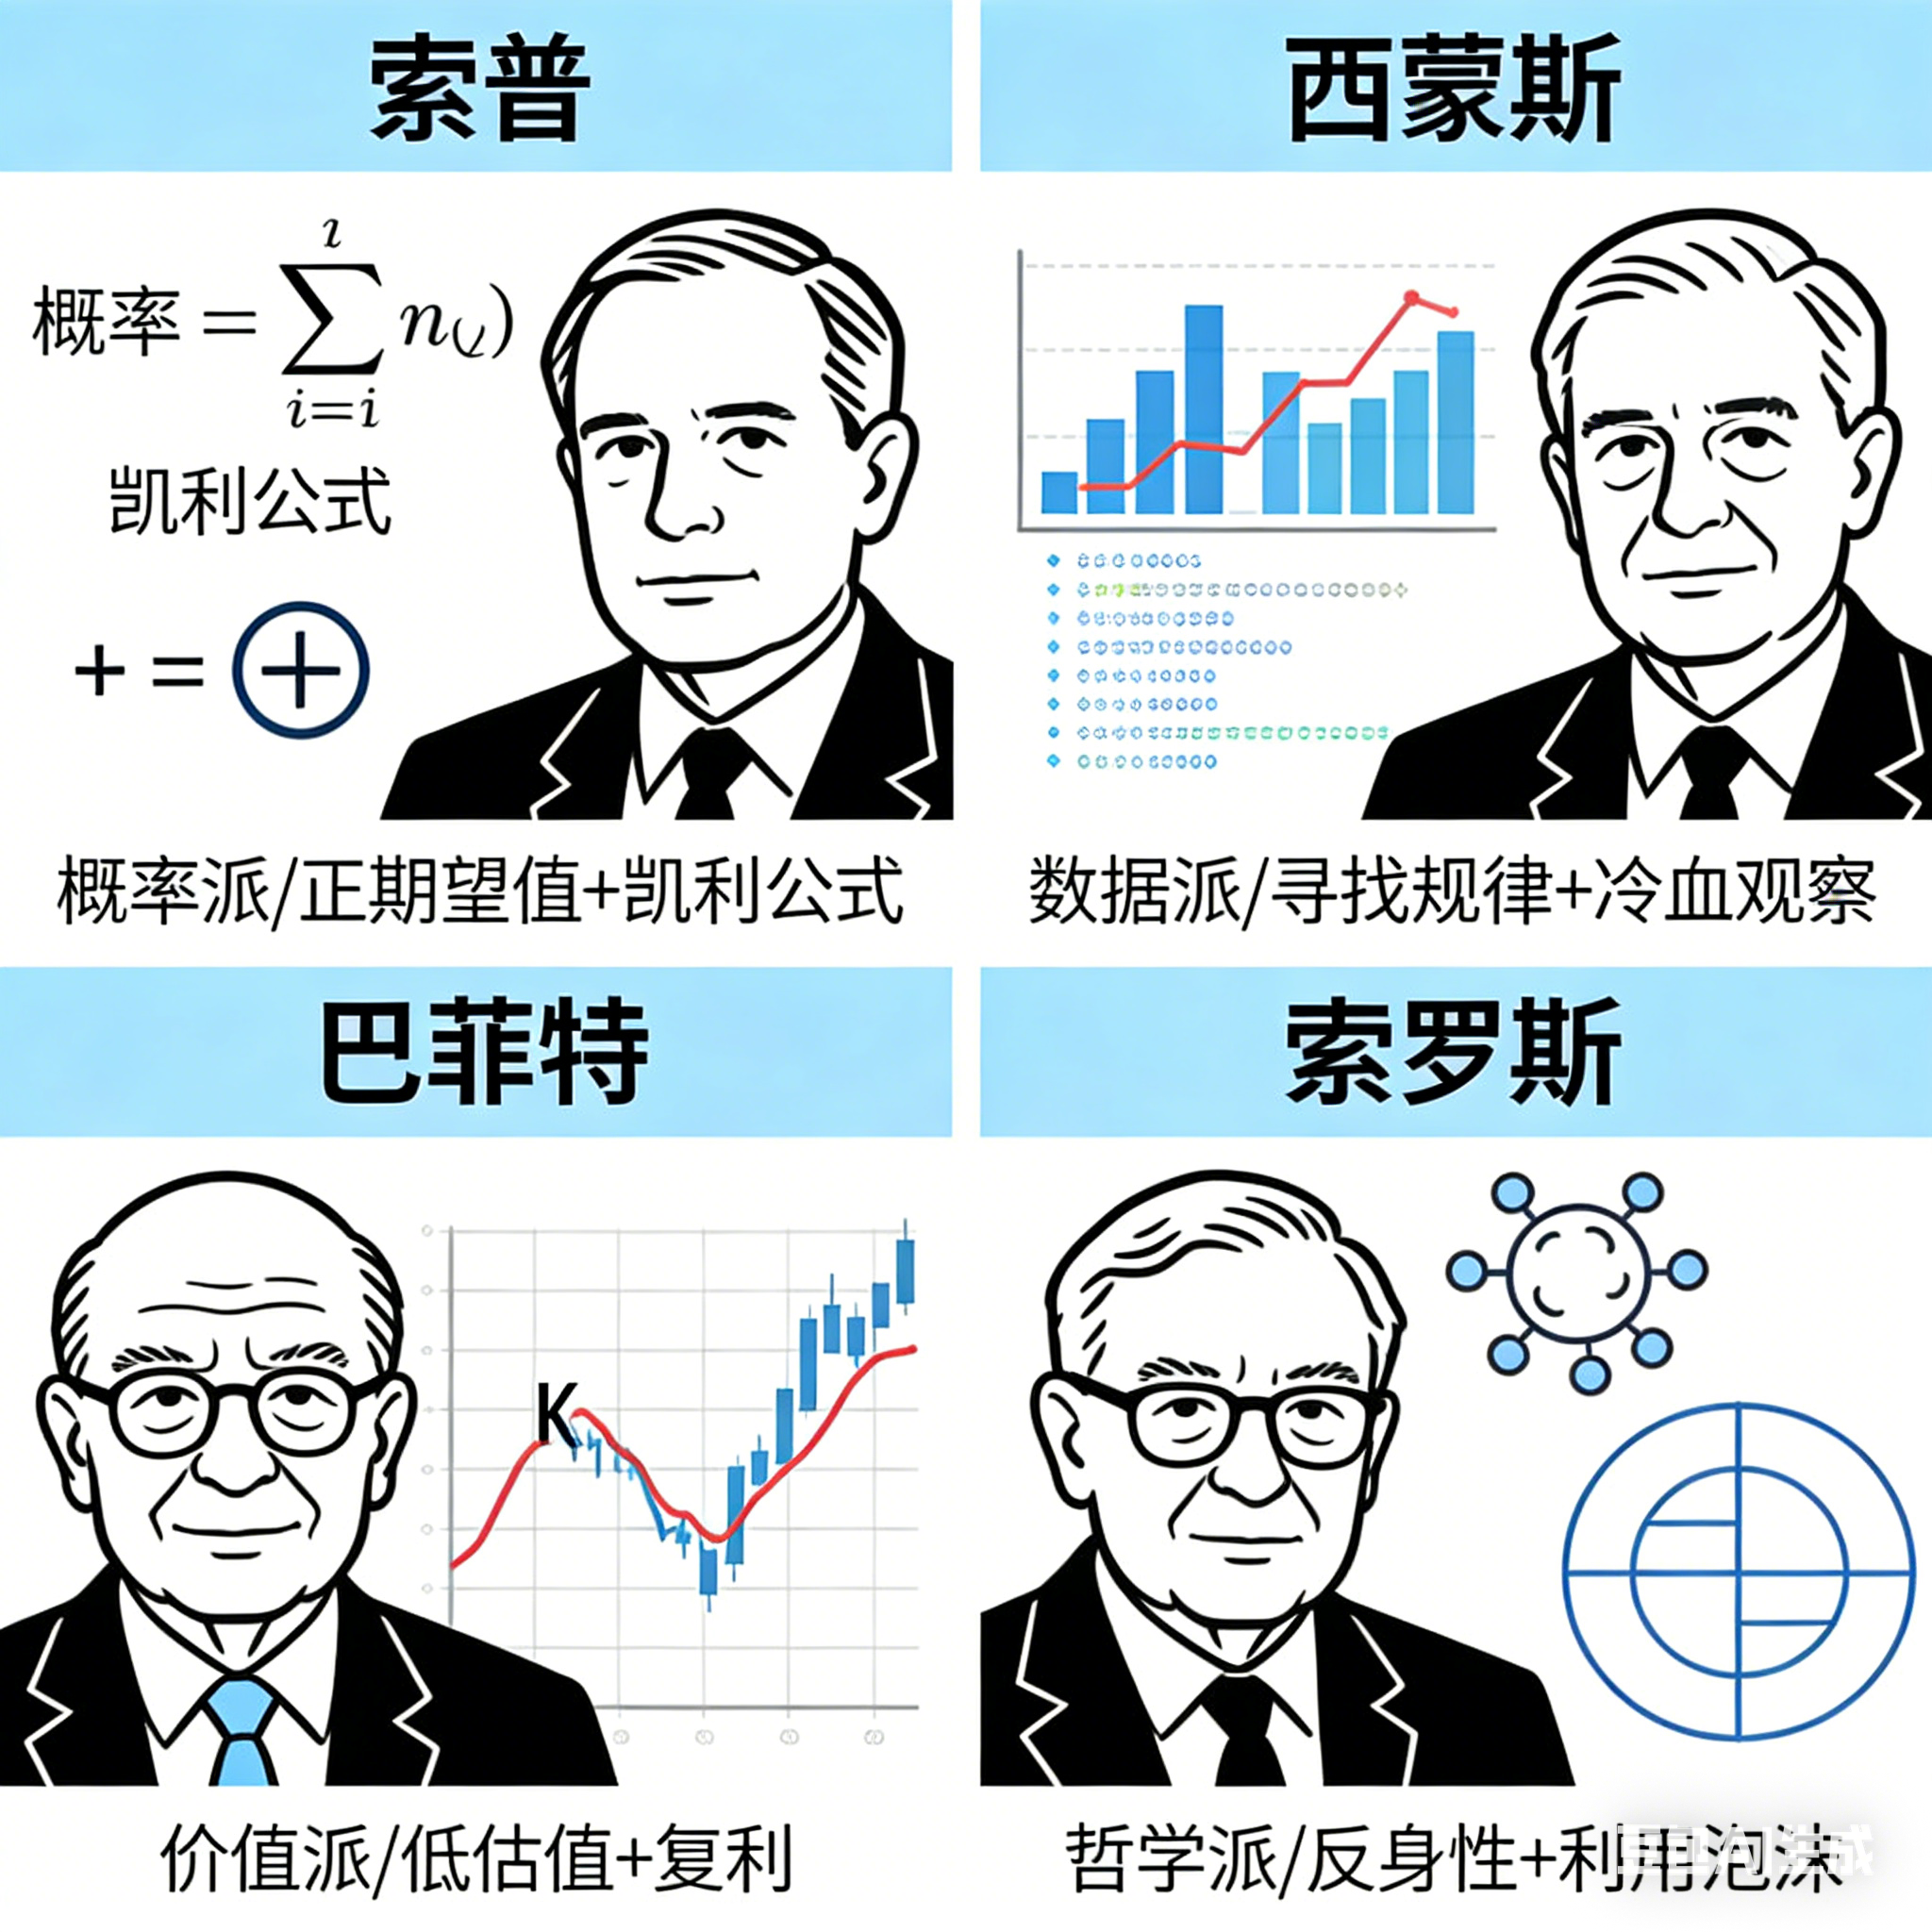 索普
概率 = ∑ n
i=i
凯利公式
+ = +
概率派/正期望值+凯利公式
西蒙斯
数据派/寻找规律+冷血观察
巴菲特
K
价值派/低估值+复利
索罗斯
哲学派/反身性+利用泡沫